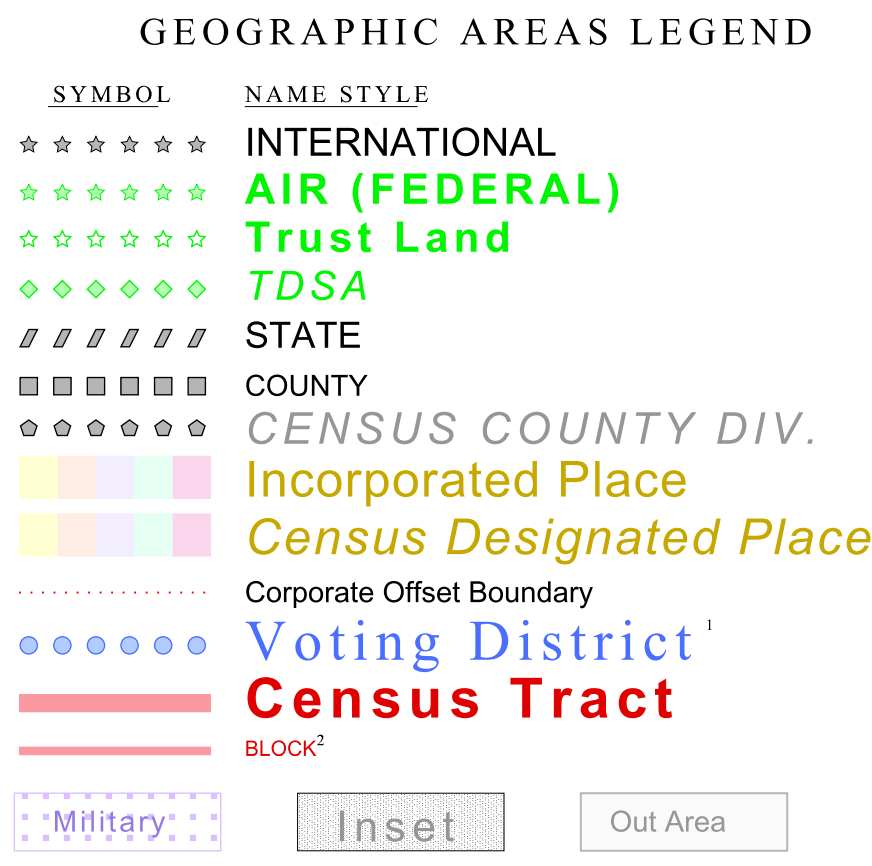 GEOGRAPHIC AREAS LEGEND
SYMBOL NAME STYLE
INTERNATIONAL
AIR (FEDERAL)
Trust Land
TDSA
STATE
COUNTY
CENSUS COUNTY DIV.
Incorporated Place
Census Designated Place
Corporate Offset Boundary
Voting District 1
Census Tract
BLOCK2
Military Inset Out Area